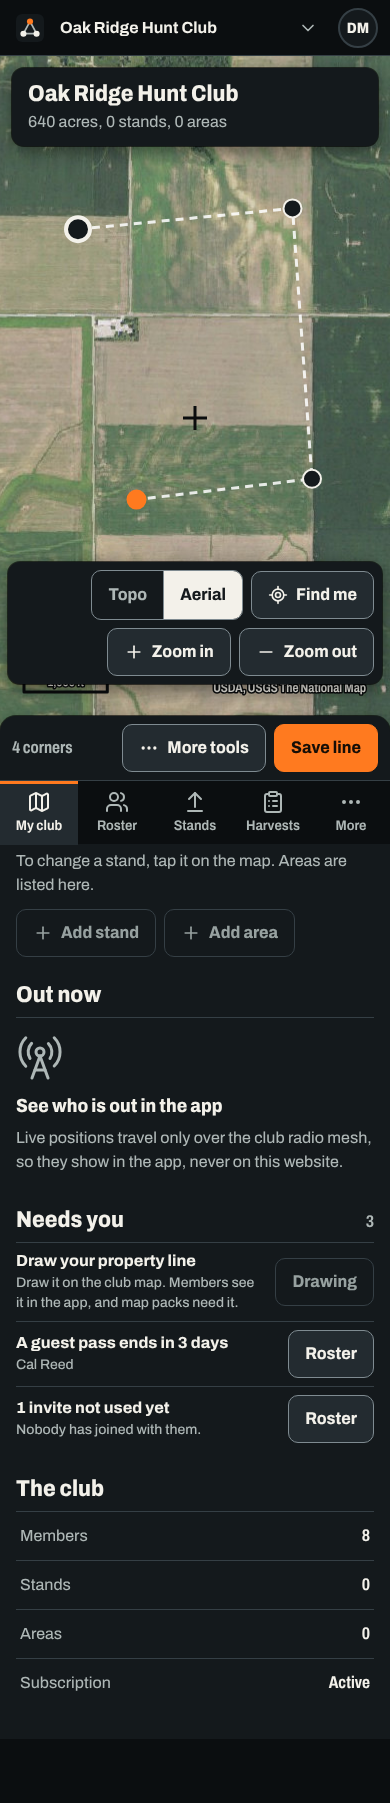 Oak Ridge Hunt Club
DM
Oak Ridge Hunt Club
640 acres, 0 stands, 0 areas
Topo
Aerial
Find me
Zoom in
Zoom out
USDA, USGS The National Map
4 corners
More tools
Save line
My club
Roster
Stands
Harvests
More
To change a stand, tap it on the map. Areas are
listed here.
Add stand
Add area
Out now
See who is out in the app
Live positions travel only over the club radio mesh,
so they show in the app, never on this website.
Needs you
3
Draw your property line
Draw it on the club map. Members see
it in the app, and map packs need it.
Drawing
A guest pass ends in 3 days
Cal Reed
Roster
1 invite not used yet
Nobody has joined with them.
Roster
The club
Members
8
Stands
0
Areas
0
Subscription
Active